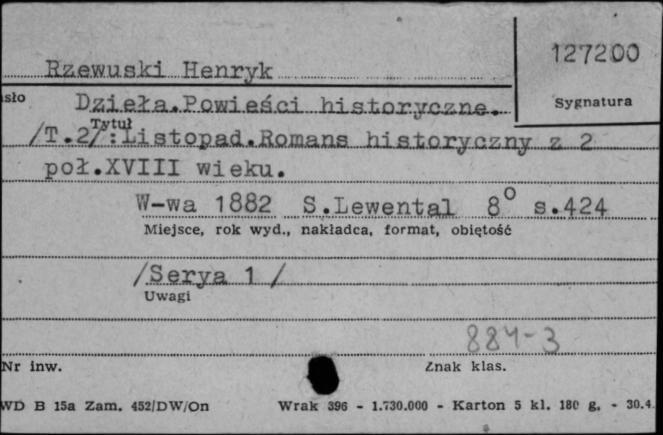 127200
Rzewuski Henryk
Sygnatura
sło Dzieła.Powieści historyczne.
Tytuł
/T.2/:Listopad.Romans historyczny z 2
poł.XVIII wieku.
W-wa 1882 S.Lewental 8° s.424
Miejsce, rok wyd., nakładca, format, objętość
/Serya 1 /
Uwagi
884-3
Nr inw. Znak klas.
WD B 15a Zam. 452/DW/On Wrak 396 - 1.730.000 - Karton 5 kl. 180 g. - 30.4.